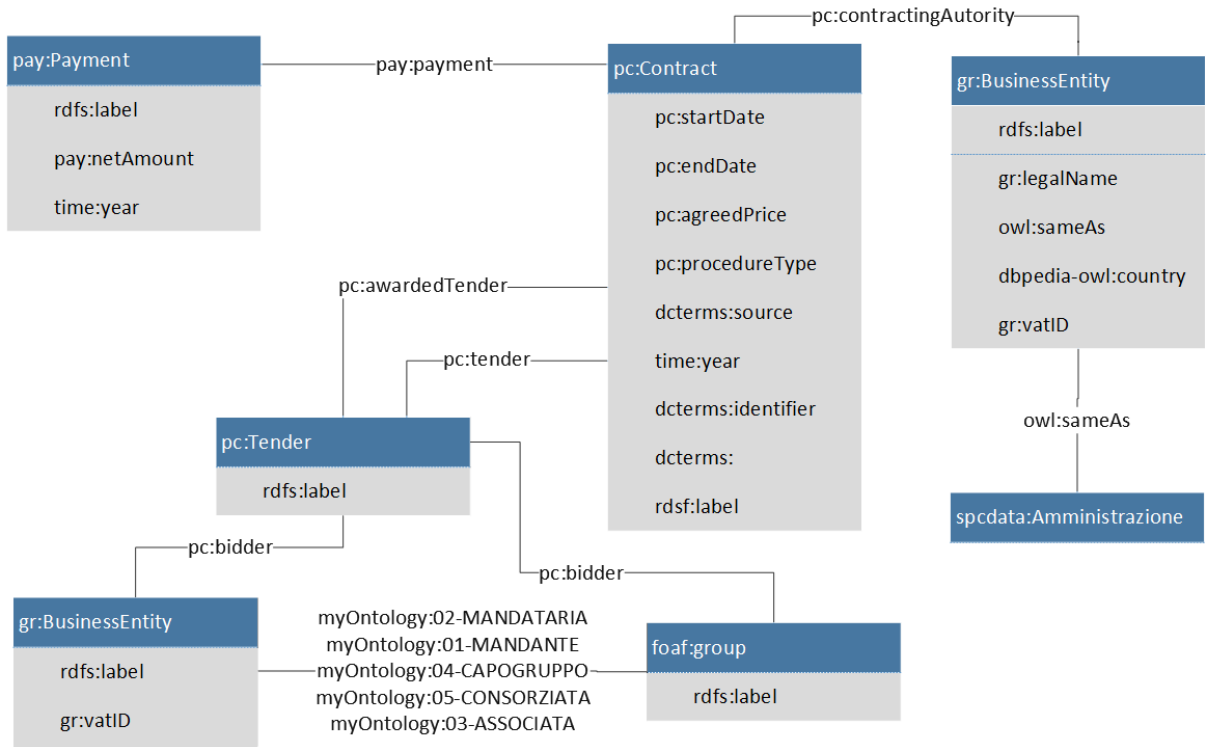 pc:contractingAutority
pay:Payment
rdfs:label
pay:netAmount
time:year
pay:payment
pc:Contract
pc:startDate
pc:endDate
pc:agreedPrice
pc:procedureType
dcterms:source
time:year
dcterms:identifier
dcterms:
rdsf:label
gr:BusinessEntity
rdfs:label
gr:legalName
owl:sameAs
dbpedia-owl:country
gr:vatID
owl:sameAs
spcdata:Amministrazione
pc:awardedTender
pc:tender
pc:Tender
rdfs:label
pc:bidder
pc:bidder
gr:BusinessEntity
rdfs:label
gr:vatID
myOntology:02-MANDATARIA
myOntology:01-MANDANTE
myOntology:04-CAPOGRUPPO
myOntology:05-CONSORZIATA
myOntology:03-ASSOCIATA
foaf:group
rdfs:label